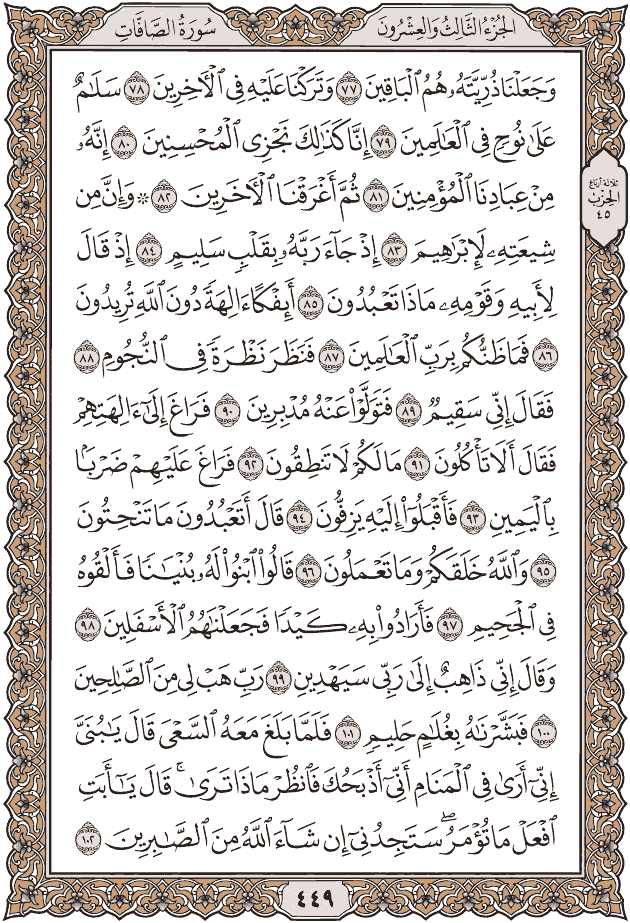 سُورَةُ الصَّافَّاتِ
الجُزْءُ الثَّالِثُ وَالعِشْرُونَ
وَجَعَلْنَا ذُرِّيَّتَهُۥ هُمُ ٱلْبَاقِينَ ٧٧ وَتَرَكْنَا عَلَيْهِ فِى ٱلْأَخِرِينَ ٧٨ سَلَٰمٌ
عَلَىٰ نُوحٍ فِى ٱلْعَٰلَمِينَ ٧٩ إِنَّا كَذَٰلِكَ نَجْزِى ٱلْمُحْسِنِينَ ٨٠ إِنَّهُۥ
مِنْ عِبَادِنَا ٱلْمُؤْمِنِينَ ٨١ ثُمَّ أَغْرَقْنَا ٱلْأَخَرِينَ ٨٢ ۞ وَإِنَّ مِن
ثلاثة أرباع
الحزب
٤٥
شِيعَتِهِۦ لَإِبْرَٰهِيمَ ٨٣ إِذْ جَآءَ رَبَّهُۥ بِقَلْبٍ سَلِيمٍ ٨٤ إِذْ قَالَ
لِأَبِيهِ وَقَوْمِهِۦ مَاذَا تَعْبُدُونَ ٨٥ أَئِفْكًا ءَالِهَةً دُونَ ٱللَّهِ تُرِيدُونَ
٨٦ فَمَا ظَنُّكُم بِرَبِّ ٱلْعَٰلَمِينَ ٨٧ فَنَظَرَ نَظْرَةً فِى ٱلنُّجُومِ ٨٨
فَقَالَ إِنِّى سَقِيمٌ ٨٩ فَتَوَلَّوْا۟ عَنْهُ مُدْبِرِينَ ٩٠ فَرَاغَ إِلَىٰٓ ءَالِهَتِهِمْ
فَقَالَ أَلَا تَأْكُلُونَ ٩١ مَا لَكُمْ لَا تَنطِقُونَ ٩٢ فَرَاغَ عَلَيْهِمْ ضَرْبًۢا
بِٱلْيَمِينِ ٩٣ فَأَقْبَلُوٓا۟ إِلَيْهِ يَزِفُّونَ ٩٤ قَالَ أَتَعْبُدُونَ مَا تَنْحِتُونَ
٩٥ وَٱللَّهُ خَلَقَكُمْ وَمَا تَعْمَلُونَ ٩٦ قَالُوا۟ ٱبْنُوا۟ لَهُۥ بُنْيَٰنًا فَأَلْقُوهُ
فِى ٱلْجَحِيمِ ٩٧ فَأَرَادُوا۟ بِهِۦ كَيْدًا فَجَعَلْنَٰهُمُ ٱلْأَسْفَلِينَ ٩٨
وَقَالَ إِنِّى ذَاهِبٌ إِلَىٰ رَبِّى سَيَهْدِينِ ٩٩ رَبِّ هَبْ لِى مِنَ ٱلصَّٰلِحِينَ
١٠٠ فَبَشَّرْنَٰهُ بِغُلَٰمٍ حَلِيمٍ ١٠١ فَلَمَّا بَلَغَ مَعَهُ ٱلسَّعْىَ قَالَ يَٰبُنَىَّ
إِنِّىٓ أَرَىٰ فِى ٱلْمَنَامِ أَنِّىٓ أَذْبَحُكَ فَٱنظُرْ مَاذَا تَرَىٰ ۚ قَالَ يَٰٓأَبَتِ
ٱفْعَلْ مَا تُؤْمَرُ ۖ سَتَجِدُنِىٓ إِن شَآءَ ٱللَّهُ مِنَ ٱلصَّٰبِرِينَ ١٠٢
٤٤٩